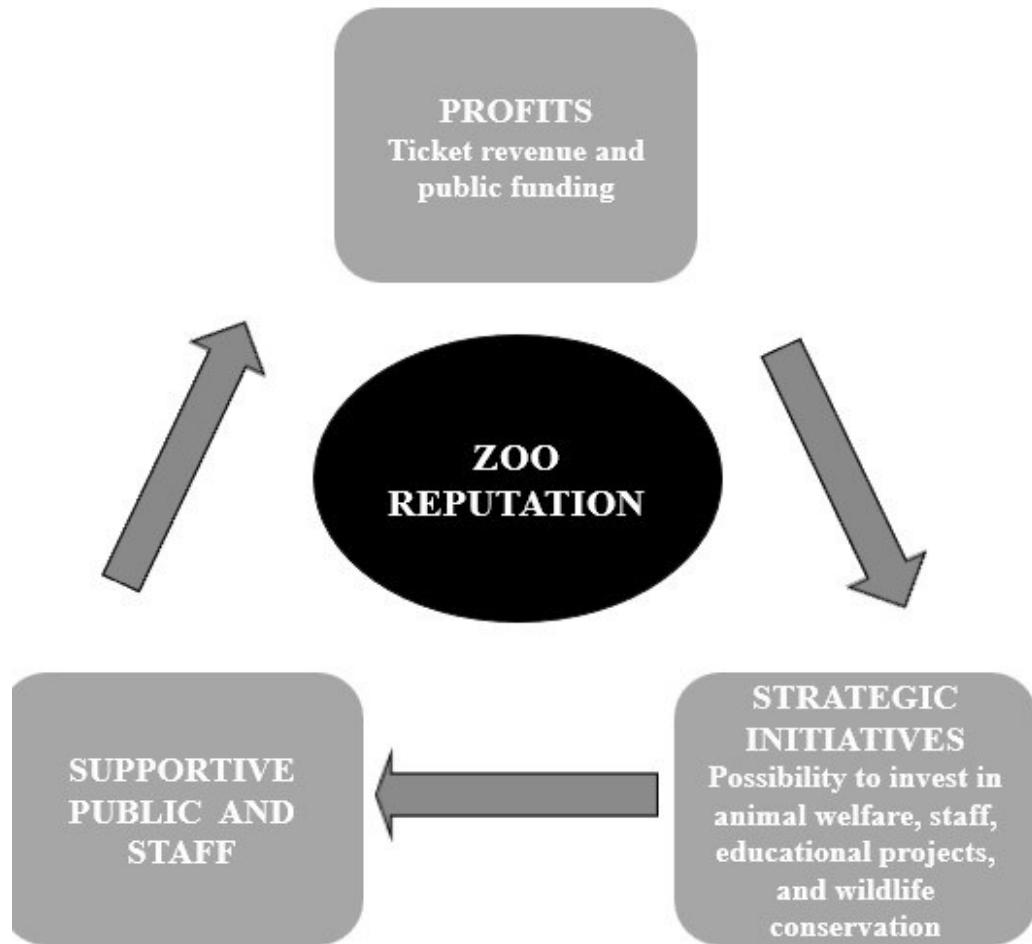 PROFITS
Ticket revenue and
public funding
ZOO
REPUTATION
STRATEGIC
INITIATIVES
Possibility to invest in
animal welfare, staff,
educational projects,
and wildlife
conservation
SUPPORTIVE
PUBLIC AND
STAFF